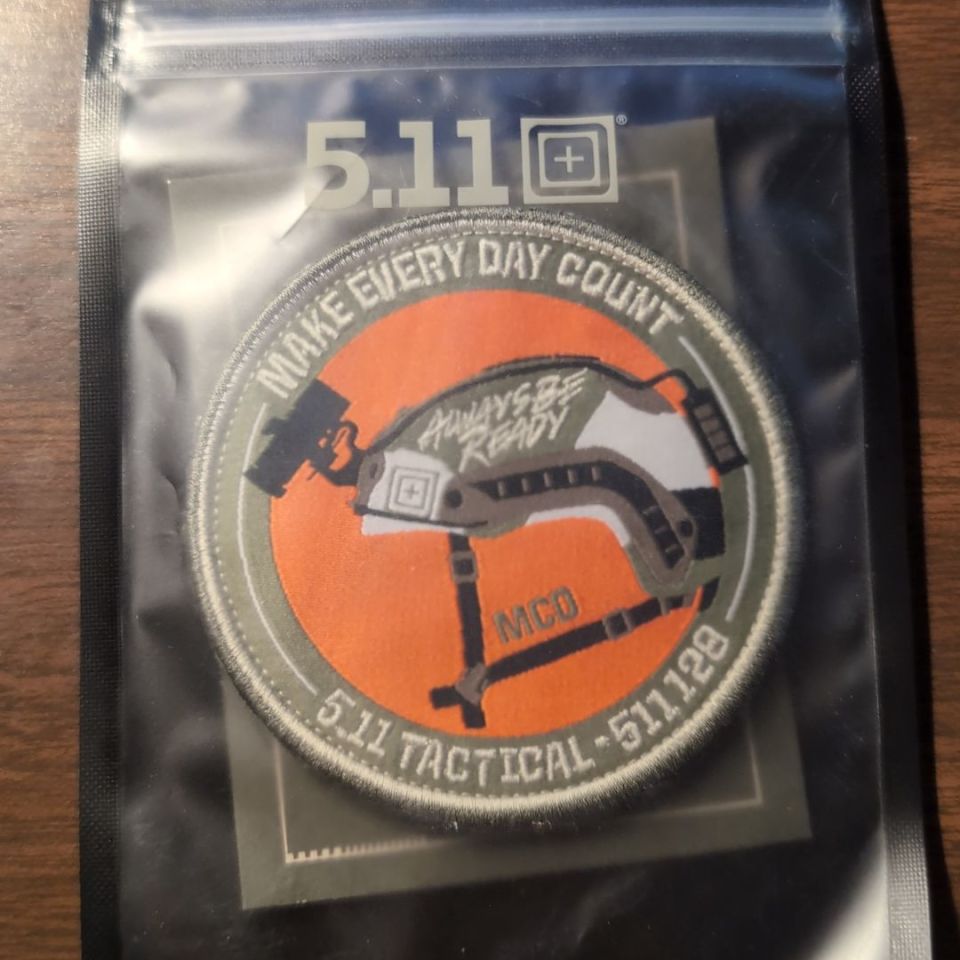 5.11®
MAKE EVERY DAY COUNT
ALWAYS BE
READY
MCO
5.11 TACTICAL - 511128